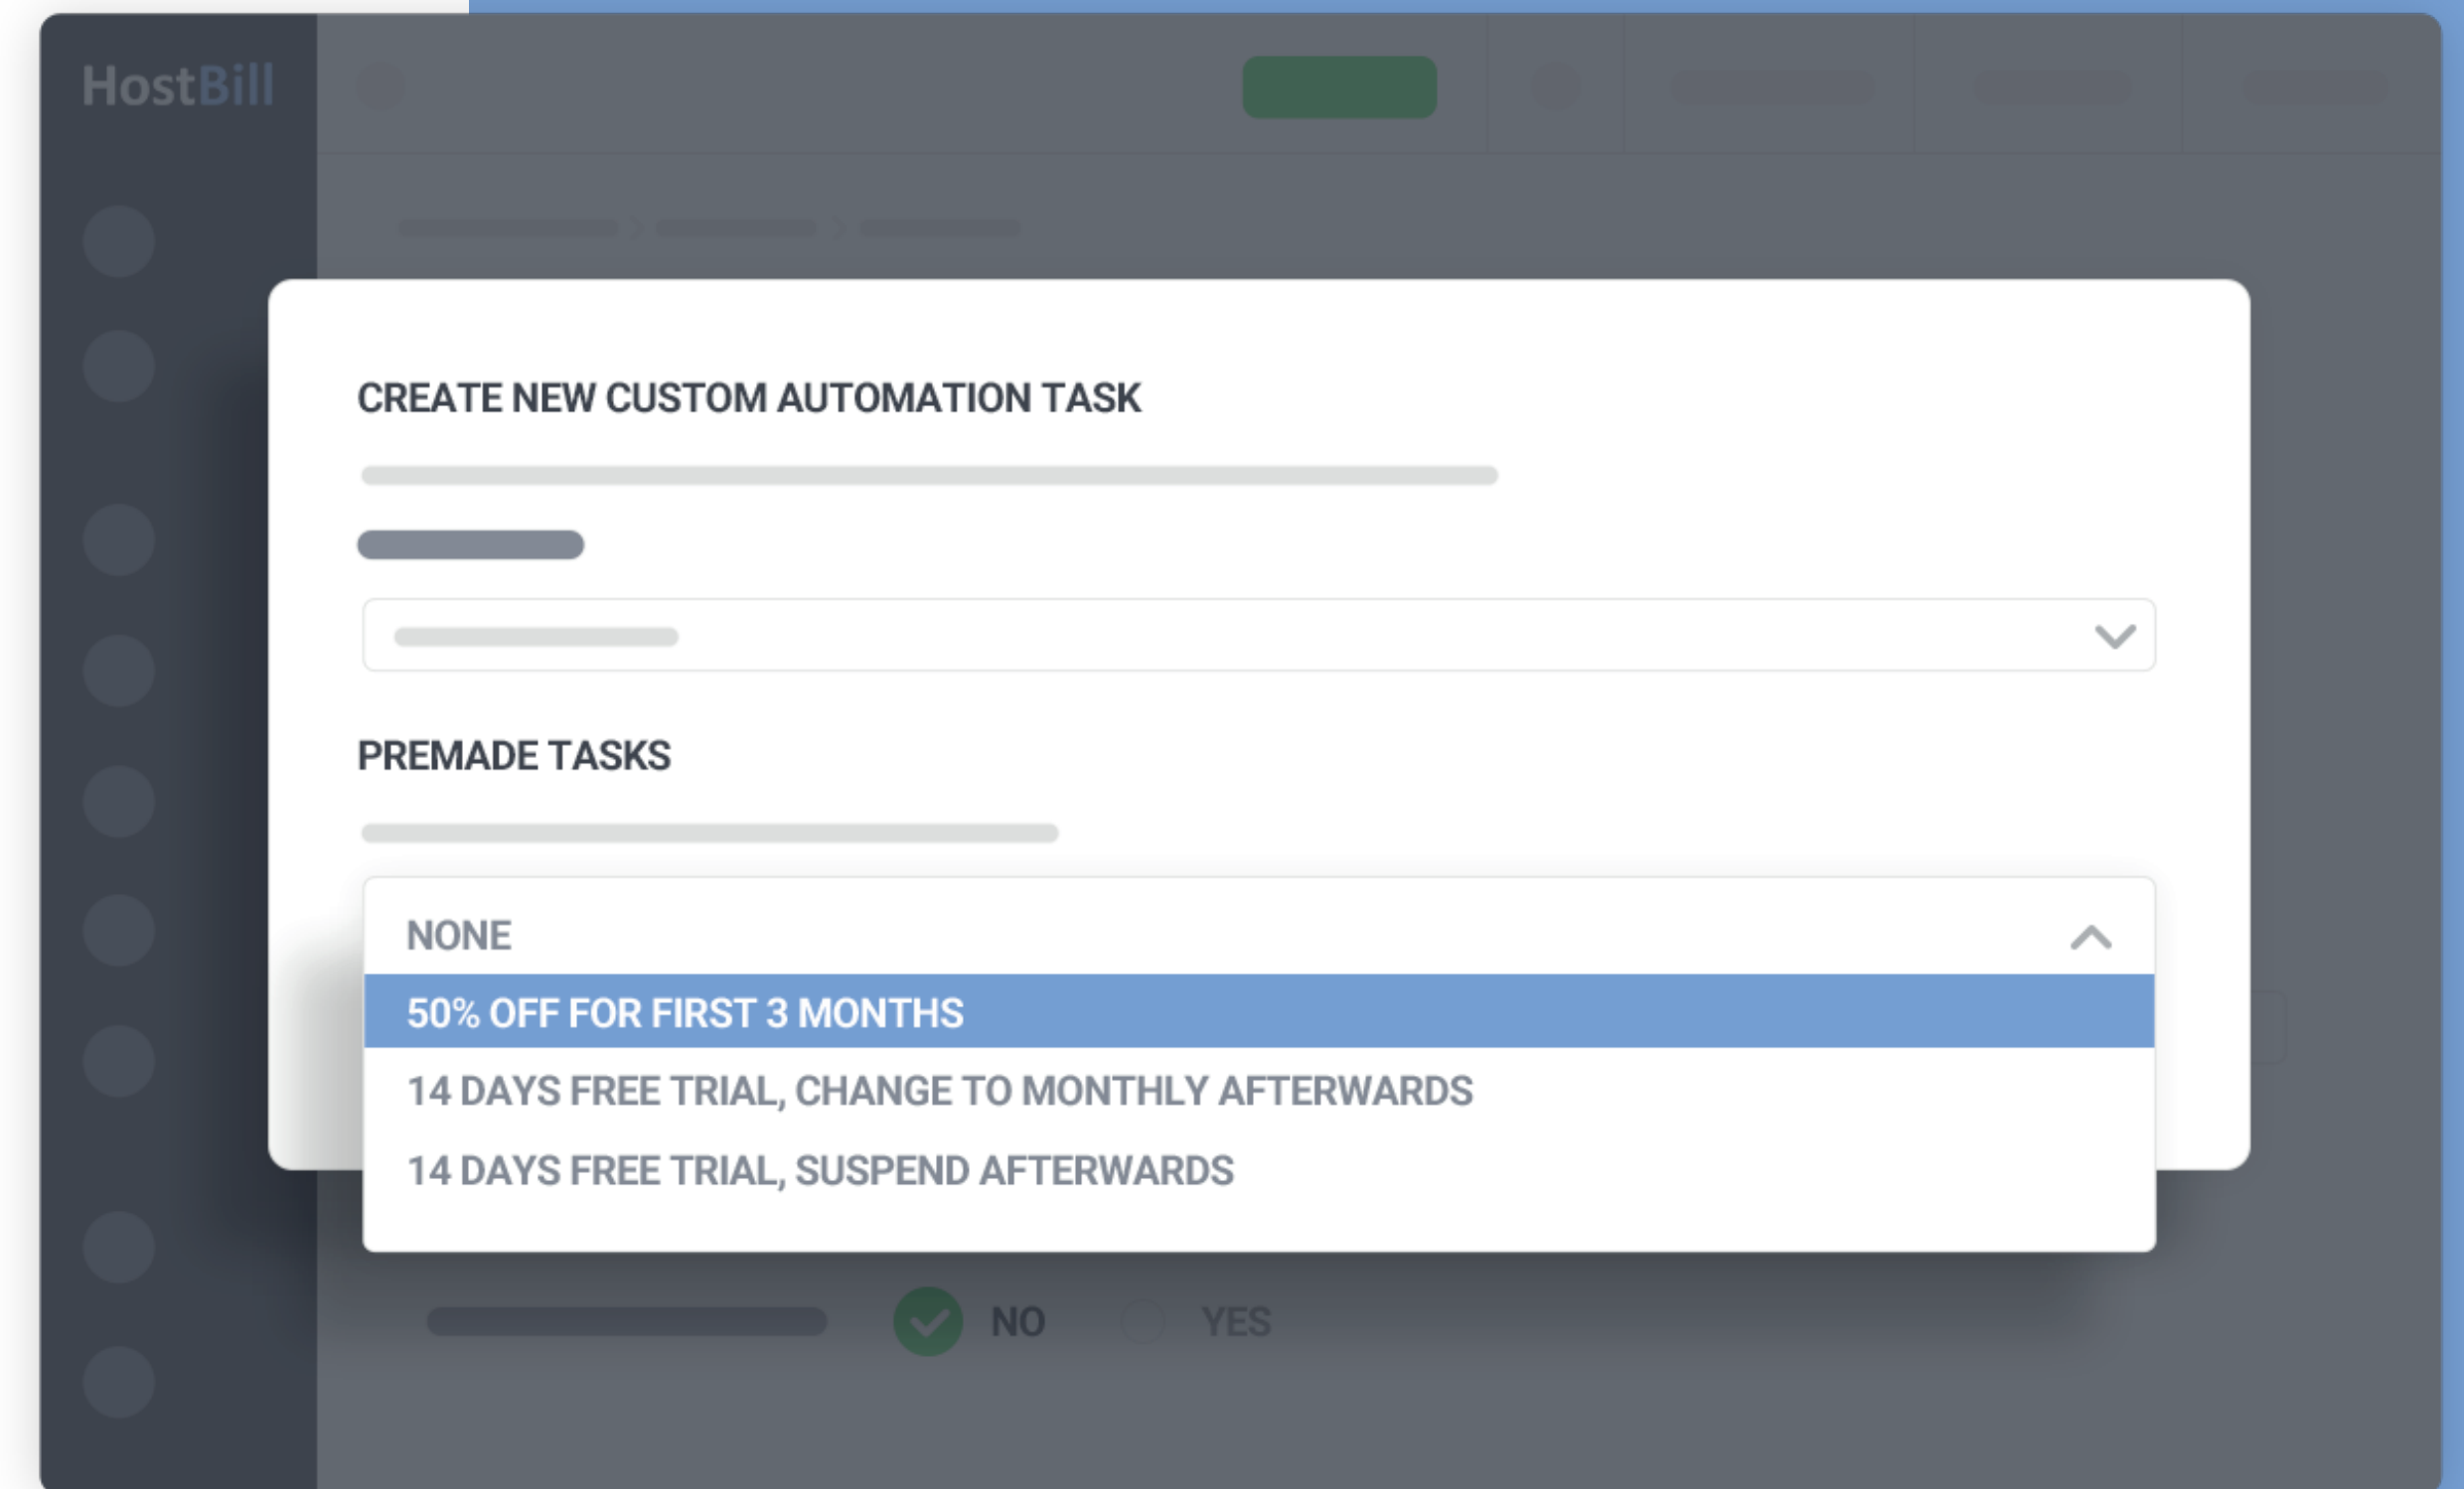 HostBill
CREATE NEW CUSTOM AUTOMATION TASK
PREMADE TASKS
NONE
50% OFF FOR FIRST 3 MONTHS
14 DAYS FREE TRIAL, CHANGE TO MONTHLY AFTERWARDS
14 DAYS FREE TRIAL, SUSPEND AFTERWARDS
NO YES